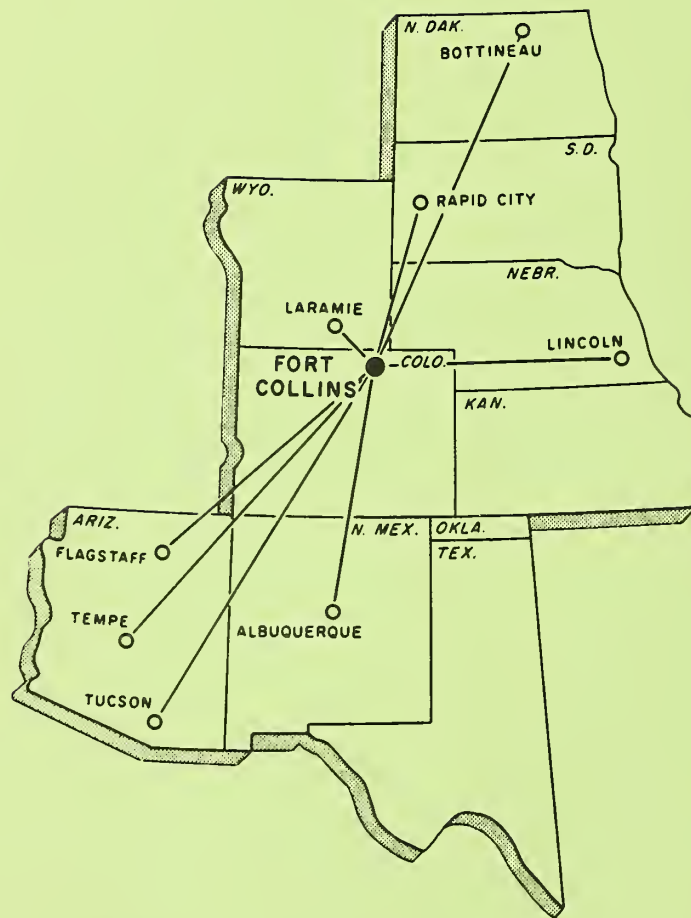 N. DAK.
BOTTINEAU
S. D.
WYO.
RAPID CITY
NEBR.
LARAMIE
LINCOLN
FORT
COLLINS
COLO.
KAN.
ARIZ.
N. MEX.
OKLA.
FLAGSTAFF
TEX.
TEMPE
ALBUQUERQUE
TUCSON